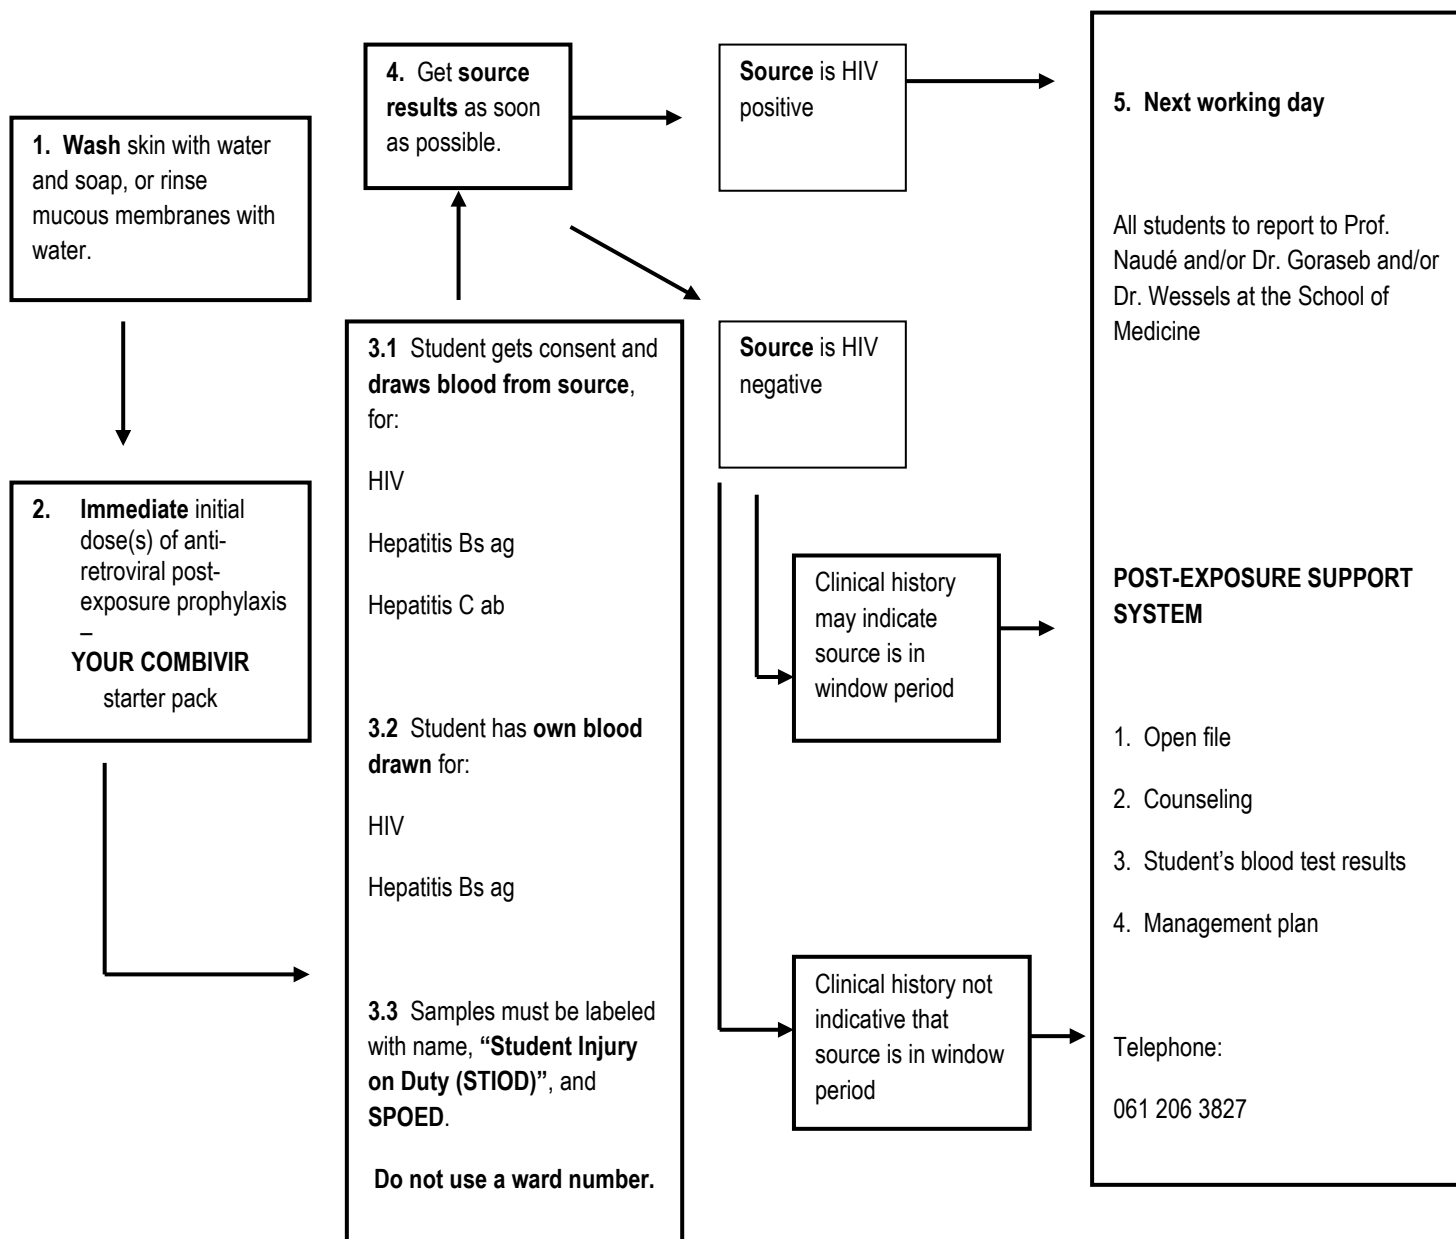 1. Wash skin with water
and soap, or rinse
mucous membranes with
water.
2. Immediate initial
dose(s) of anti-
retroviral post-
exposure prophylaxis
–
YOUR COMBIVIR
starter pack
3.1 Student gets consent and
draws blood from source,
for:
HIV
Hepatitis Bs ag
Hepatitis C ab
3.2 Student has own blood
drawn for:
HIV
Hepatitis Bs ag
3.3 Samples must be labeled
with name, “Student Injury
on Duty (STIOD)”, and
SPOED.
Do not use a ward number.
4. Get source
results as soon
as possible.
Source is HIV
positive
Source is HIV
negative
Clinical history
may indicate
source is in
window period
Clinical history not
indicative that
source is in window
period
5. Next working day
All students to report to Prof.
Naudé and/or Dr. Goraseb and/or
Dr. Wessels at the School of
Medicine
POST-EXPOSURE SUPPORT
SYSTEM
1. Open file
2. Counseling
3. Student’s blood test results
4. Management plan
Telephone:
061 206 3827